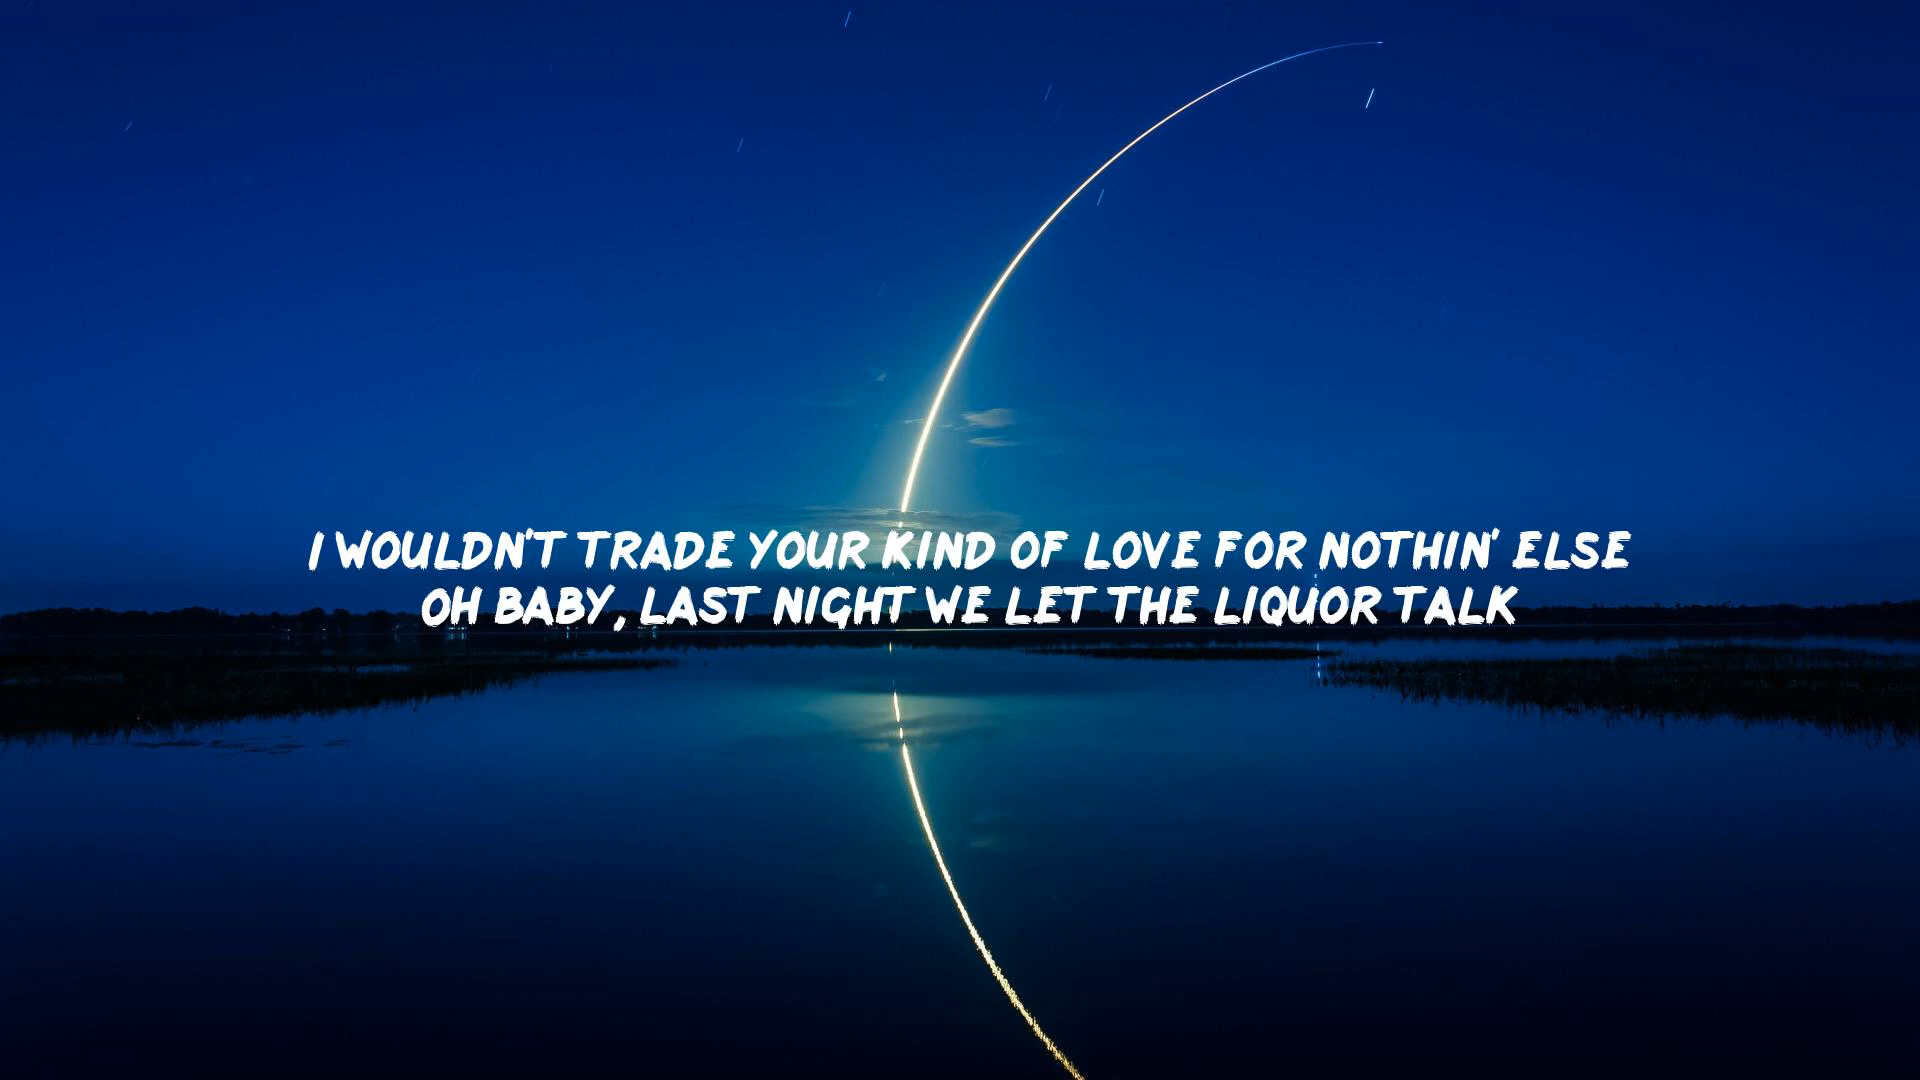 I WOULDN'T TRADE YOUR KIND OF LOVE FOR NOTHIN' ELSE
OH BABY, LAST NIGHT WE LET THE LIQUOR TALK